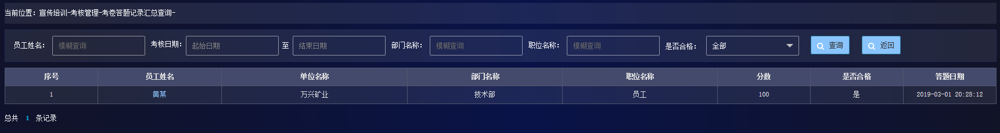 当前位置：宣传培训-考核管理-考卷答题记录汇总查询-
员工姓名： 模糊查询 考核日期： 起始日期 至 结束日期 部门名称： 模糊查询 职位名称： 模糊查询 是否合格： 全部 查询 返回
序号 员工姓名 单位名称 部门名称 职位名称 分数 是否合格 答题日期
1 黄某 万兴矿业 技术部 员工 100 是 2019-03-01 20:28:12
总共 1 条记录